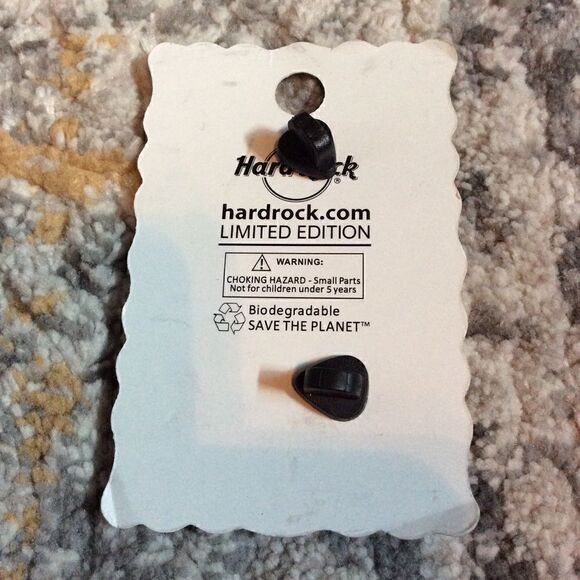 Hard Rock ®
hardrock.com
LIMITED EDITION
WARNING:
CHOKING HAZARD - Small Parts
Not for children under 5 years
Biodegradable
SAVE THE PLANET™